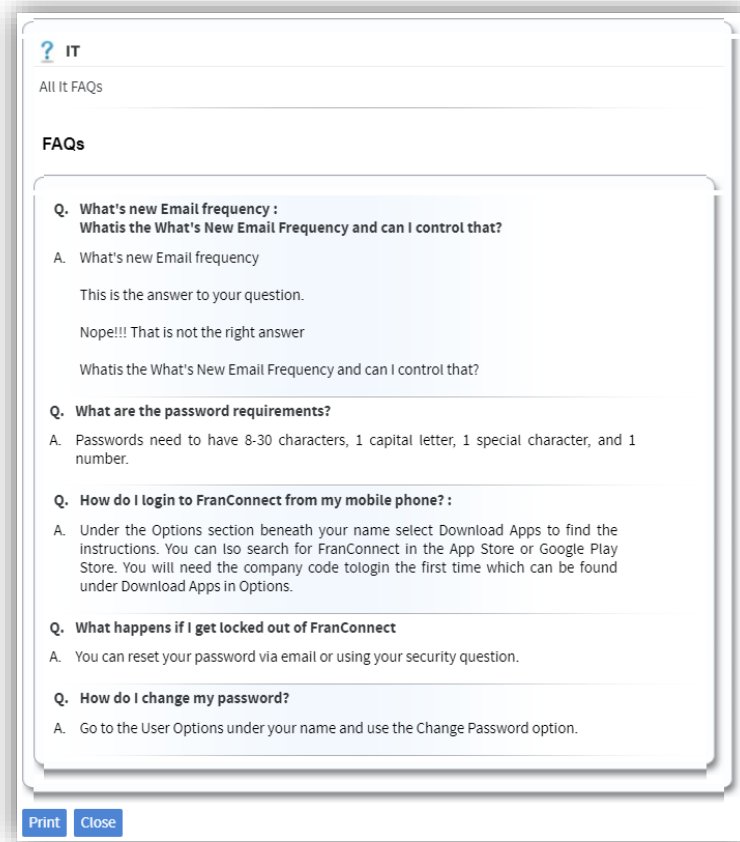 ? IT
All It FAQs
FAQs
Q. What's new Email frequency :
Whatis the What's New Email Frequency and can I control that?
A. What's new Email frequency
This is the answer to your question.
Nope!!! That is not the right answer
Whatis the What's New Email Frequency and can I control that?
Q. What are the password requirements?
A. Passwords need to have 8-30 characters, 1 capital letter, 1 special character, and 1
number.
Q. How do I login to FranConnect from my mobile phone? :
A. Under the Options section beneath your name select Download Apps to find the
instructions. You can lso search for FranConnect in the App Store or Google Play
Store. You will need the company code tologin the first time which can be found
under Download Apps in Options.
Q. What happens if I get locked out of FranConnect
A. You can reset your password via email or using your security question.
Q. How do I change my password?
A. Go to the User Options under your name and use the Change Password option.
Print Close